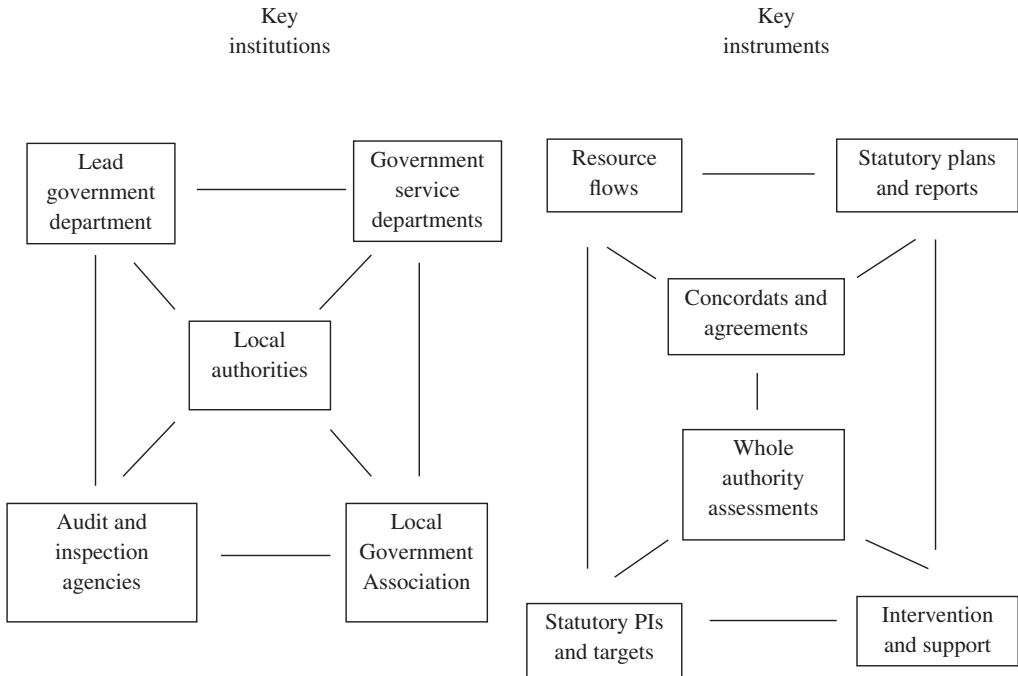 Key
institutions
Key
instruments
Lead
government
department
Government
service
departments
Local
authorities
Audit and
inspection
agencies
Local
Government
Association
Resource
flows
Statutory plans
and reports
Concordats and
agreements
Whole
authority
assessments
Statutory PIs
and targets
Intervention
and support